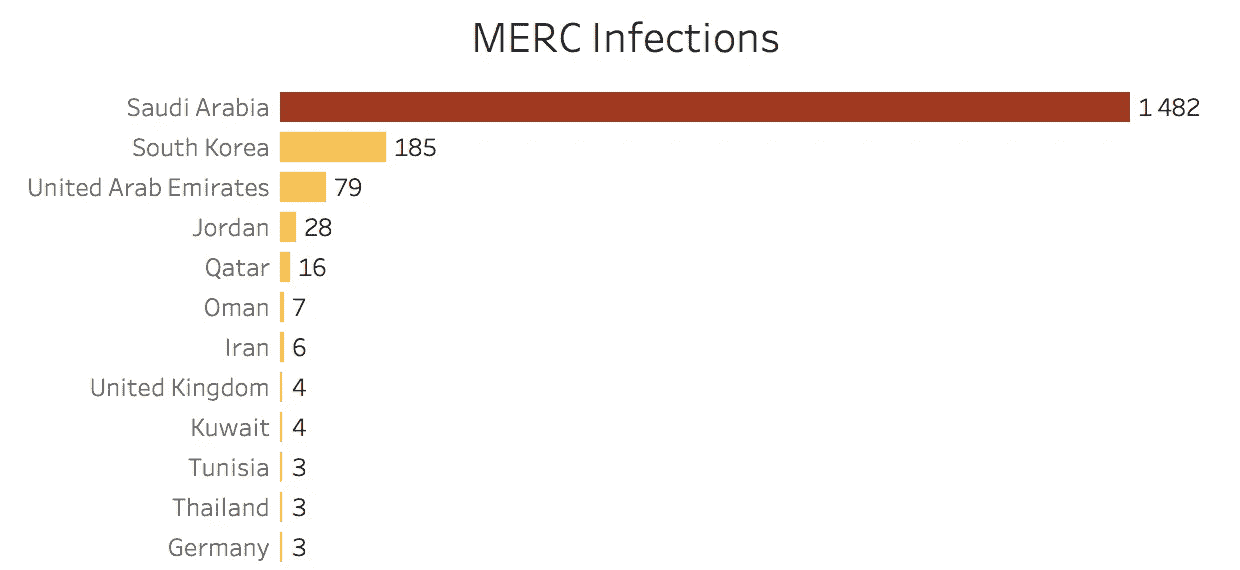 MERC Infections
Saudi Arabia 1 482
South Korea 185
United Arab Emirates 79
Jordan 28
Qatar 16
Oman 7
Iran 6
United Kingdom 4
Kuwait 4
Tunisia 3
Thailand 3
Germany 3